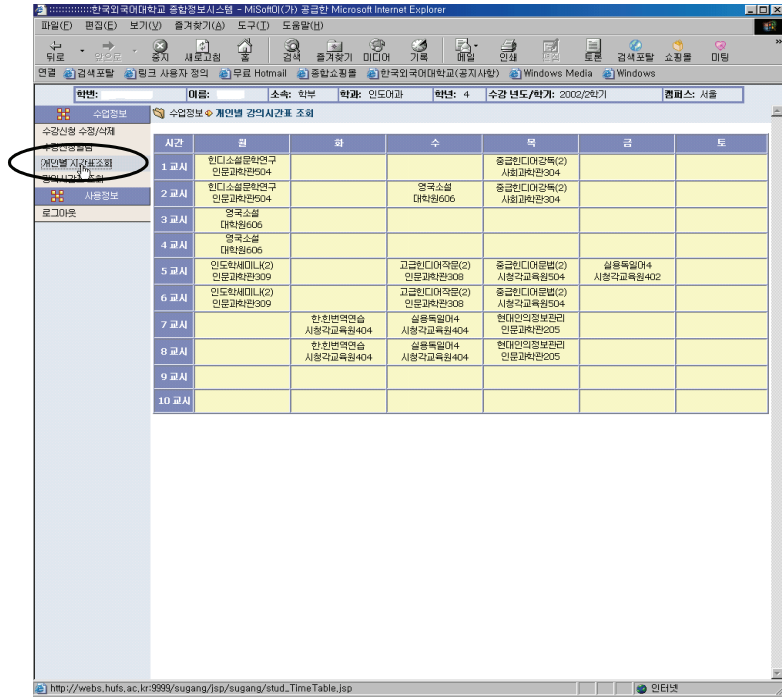 ::::::::::::::한국외국어대학교 종합정보시스템 - MiSoft이(가) 공급한 Microsoft Internet Explorer
파일(F) 편집(E) 보기(V) 즐겨찾기(A) 도구(T) 도움말(H)
뒤로 앞으로 중지 새로고침 홈 검색 즐겨찾기 미디어 기록 메일 인쇄 편집 토론 검색포탈 쇼핑몰 미팅
연결 검색포탈 링크 사용자 정의 무료 Hotmail 종합쇼핑몰 한국외국어대학교(공지사항) Windows Media Windows
학번: 이름: 소속: 학부 학과: 인도어과 학년: 4 수강 년도/학기: 2002/2학기 캠퍼스: 서울
수업정보
수강신청 수정/삭제
개인별 시간표조회
사용정보
로그아웃
수업정보 개인별 강의시간표 조회
시간 월 화 수 목 금 토
1 교시 힌디소설문학연구 중급힌디어강독(2)
인문과학관504 사회과학관304
2 교시 힌디소설문학연구 영국소설 중급힌디어강독(2)
인문과학관504 대학원606 사회과학관304
3 교시 영국소설
대학원606
4 교시 영국소설
대학원606
5 교시 인도학세미나(2) 고급힌디어작문(2) 중급힌디어문법(2) 실용독일어4
인문과학관309 인문과학관308 시청각교육원504 시청각교육원402
6 교시 인도학세미나(2) 고급힌디어작문(2) 중급힌디어문법(2)
인문과학관309 인문과학관308 시청각교육원504
7 교시 한.힌번역연습 실용독일어4 현대인의정보관리
시청각교육원404 시청각교육원404 인문과학관205
8 교시 한.힌번역연습 실용독일어4 현대인의정보관리
시청각교육원404 시청각교육원404 인문과학관205
9 교시
10 교시
http://webs.hufs.ac.kr:9999/sugang/jsp/sugang/stud_TimeTable.jsp 인터넷